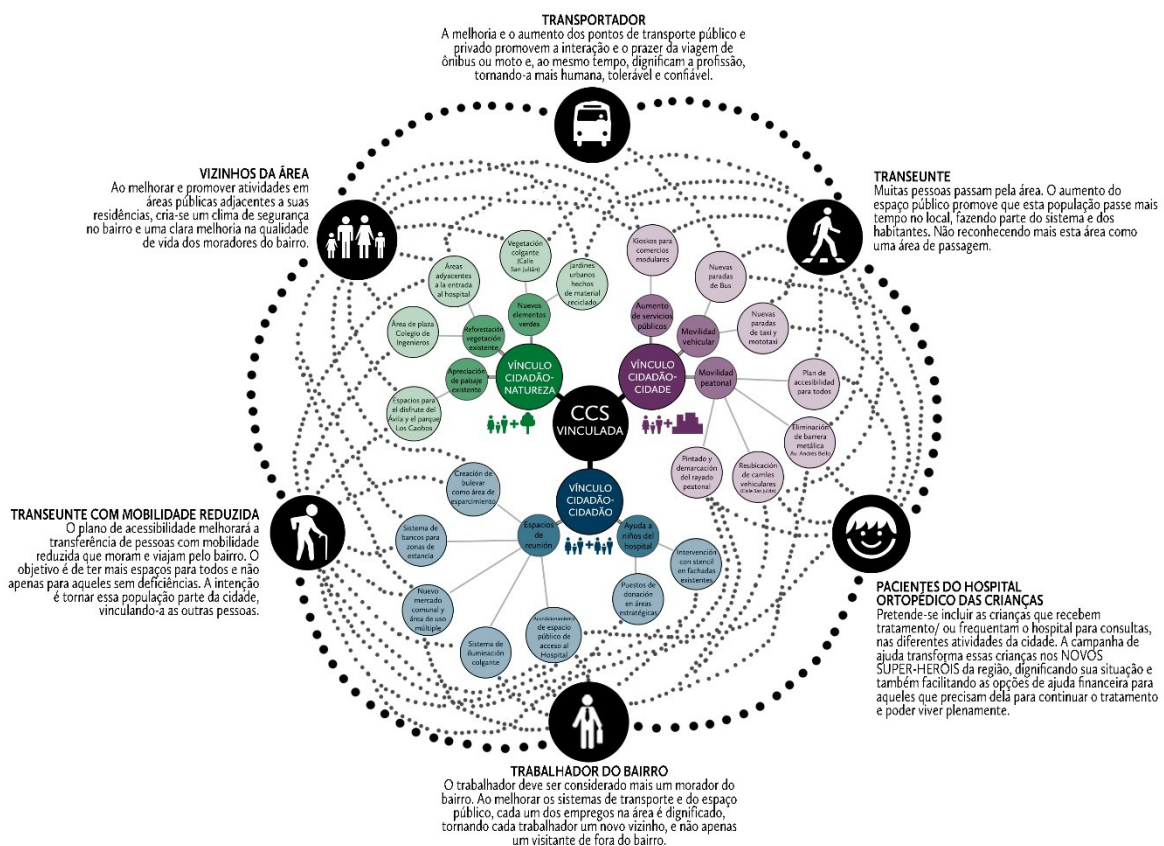 TRANSPORTADOR
A melhoria e o aumento dos pontos de transporte público e
privado promovem a interação e o prazer da viagem de
ônibus ou moto e, ao mesmo tempo, dignificam a profissão,
tornando-a mais humana, tolerável e confiável.
VIZINHOS DA ÁREA
Ao melhorar e promover atividades em
áreas públicas adjacentes a suas
residências, cria-se um clima de segurança
no bairro e uma clara melhoria na qualidade
de vida dos moradores do bairro.
TRANSEUNTE
Muitas pessoas passam pela área. O aumento do
espaço público promove que esta população passe mais
tempo no local, fazendo parte do sistema e dos
habitantes. Não reconhecendo mais esta área como
uma área de passagem.
Vegetación
colgante
(Calle
San Julián)
Jardines
urbanos
hechos
de material
reciclado
Áreas
adyacentes
a la entrada
al hospital
Nuevos
elementos
verdes
Área de plaza
Colegio de
Ingenieros
Reforestación
vegetación
existente
Apreciación
de paisaje
existente
Espacios para
el disfrute del
Ávila y el parque
Los Caobos
VÍNCULO
CIDADÃO-
NATUREZA
Kioskos para
comercios
modulares
Nuevas
paradas
de Bus
Aumento
de servicios
públicos
Movilidad
vehicular
Nuevas
paradas
de taxi y
mototaxi
VÍNCULO
CIDADÃO-
CIDADE
Movilidad
peatonal
Plan de
accesibilidad
para todos
Eliminación
de barrera
metálica
Av. Andrés Bello
Reubicación
de carriles
vehiculares
(Calle San Julián)
Pintado y
demarcación
del rayado
peatonal
CCS
VINCULADA
VÍNCULO
CIDADÃO-
CIDADÃO
Creación de
bulevar
como área de
esparcimiento
Espacios
de
reunión
Ayuda a
niños del
hospital
Sistema de
bancos para
zonas de
estancia
Intervención
con stencil
en fachadas
existentes
Nuevo
mercado
comunal y
área de uso
múltiple
Puestos de
donación
en áreas
estratégicas
Sistema de
iluminación
colgante
Acondicionamiento
de espacio
público de
acceso al
Hospital
TRANSEUNTE COM MOBILIDADE REDUZIDA
O plano de acessibilidade melhorará a
transferência de pessoas com mobilidade
reduzida que moram e viajam pelo bairro. O
objetivo é de ter mais espaços para todos e não
apenas para aqueles sem deficiências. A intenção
é tornar essa população parte da cidade,
vinculando-a as outras pessoas.
PACIENTES DO HOSPITAL
ORTOPÉDICO DAS CRIANÇAS
Pretende-se incluir as crianças que recebem
tratamento/ ou frequentam o hospital para consultas,
nas diferentes atividades da cidade. A campanha de
ajuda transforma essas crianças nos NOVOS
SUPER-HERÓIS da região, dignificando sua situação e
também facilitando as opções de ajuda financeira para
aqueles que precisam dela para continuar o tratamento
e poder viver plenamente.
TRABALHADOR DO BAIRRO
O trabalhador deve ser considerado mais um morador do
bairro. Ao melhorar os sistemas de transporte e do espaço
público, cada um dos empregos na área é dignificado,
tornando cada trabalhador um novo vizinho, e não apenas
um visitante de fora do bairro.